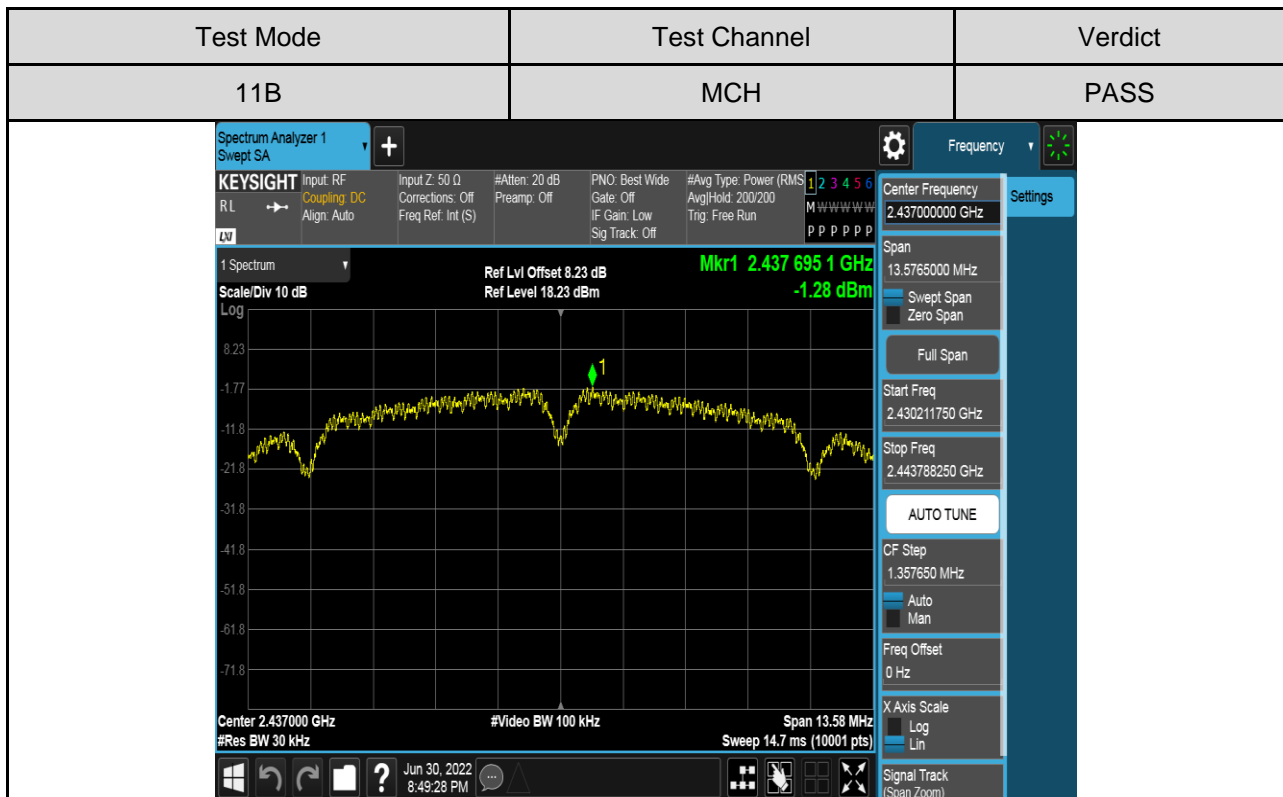 Test Mode Test Channel Verdict
11B MCH PASS
Spectrum Analyzer 1
Swept SA
+
Frequency
KEYSIGHT
RL
LXI
Input: RF
Coupling: DC
Align: Auto
Input Z: 50 Ω
Corrections: Off
Freq Ref: Int (S)
#Atten: 20 dB
Preamp: Off
PNO: Best Wide
Gate: Off
IF Gain: Low
Sig Track: Off
#Avg Type: Power (RMS
Avg|Hold: 200/200
Trig: Free Run
1 2 3 4 5 6
M W W W W W
P P P P P P
1 Spectrum
Scale/Div 10 dB
Log
Ref Lvl Offset 8.23 dB
Ref Level 18.23 dBm
Mkr1 2.437 695 1 GHz
-1.28 dBm
8.23
-1.77
-11.8
-21.8
-31.8
-41.8
-51.8
-61.8
-71.8
1
Center 2.437000 GHz
#Res BW 30 kHz
#Video BW 100 kHz
Span 13.58 MHz
Sweep 14.7 ms (10001 pts)
Center Frequency
2.437000000 GHz
Settings
Span
13.5765000 MHz
Swept Span
Zero Span
Full Span
Start Freq
2.430211750 GHz
Stop Freq
2.443788250 GHz
AUTO TUNE
CF Step
1.357650 MHz
Auto
Man
Freq Offset
0 Hz
X Axis Scale
Log
Lin
Signal Track
(Span Zoom)
?
Jun 30, 2022
8:49:28 PM